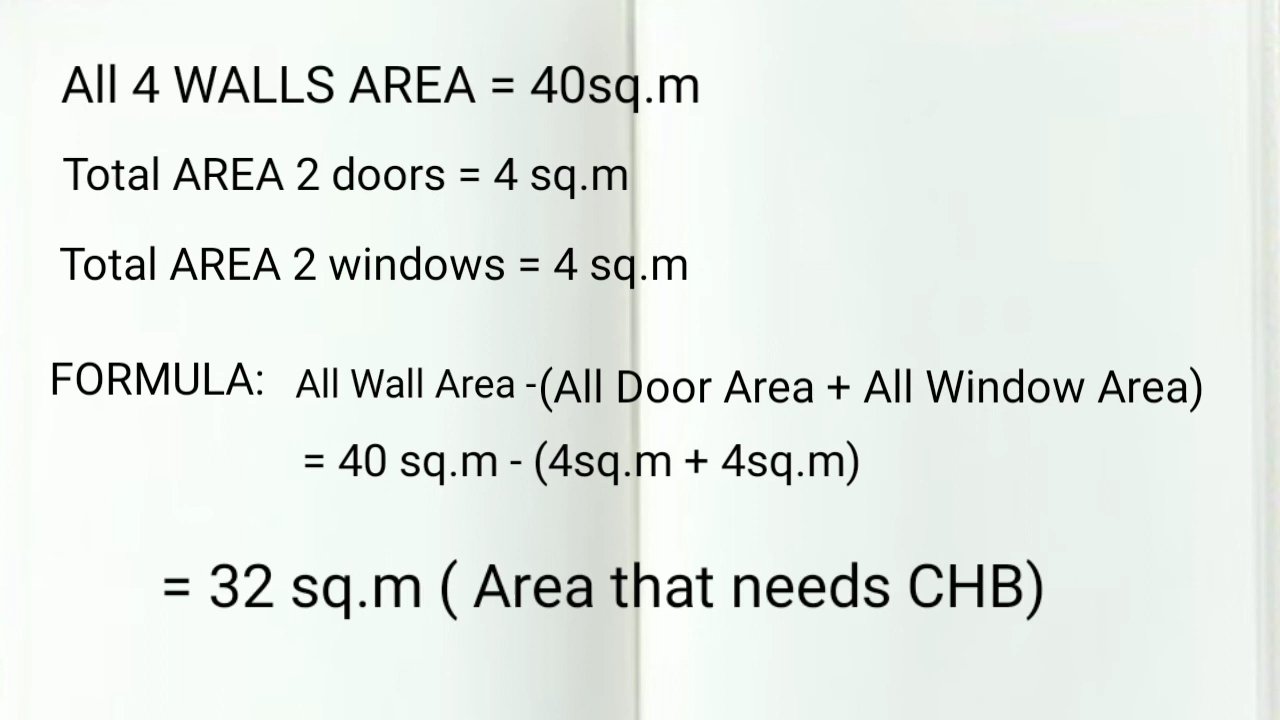 All 4 WALLS AREA = 40sq.m
Total AREA 2 doors = 4 sq.m
Total AREA 2 windows = 4 sq.m
FORMULA: All Wall Area -(All Door Area + All Window Area)
= 40 sq.m - (4sq.m + 4sq.m)
= 32 sq.m ( Area that needs CHB)